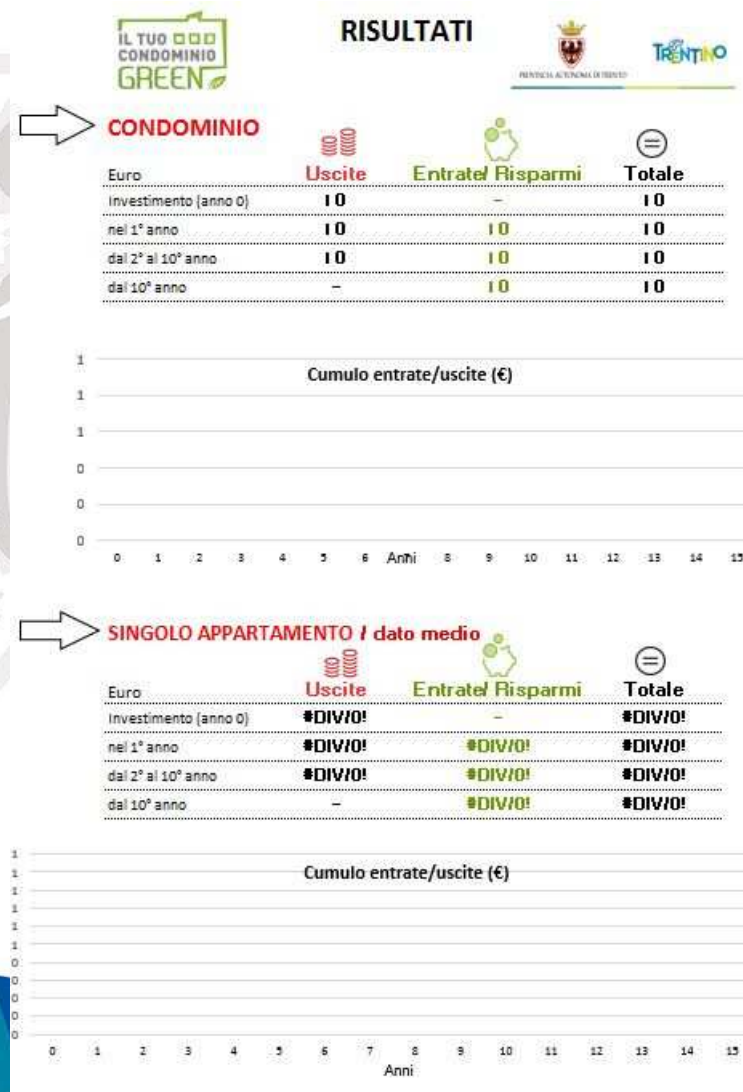 IL TUO
CONDOMINIO
GREEN
RISULTATI
PROVINCIA AUTONOMA DI TRENTO
TRENTINO
CONDOMINIO
Euro Uscite Entrate/ Risparmi Totale
Investimento (anno 0) I 0 - I 0
nel 1° anno I 0 I 0 I 0
dal 2° al 10° anno I 0 I 0 I 0
dal 10° anno - I 0 I 0
Cumulo entrate/uscite (€)
1
1
1
0
0
0
0 1 2 3 4 5 6 7 8 9 10 11 12 13 14 15
Anni
SINGOLO APPARTAMENTO / dato medio
Euro Uscite Entrate/ Risparmi Totale
Investimento (anno 0) #DIV/0! - #DIV/0!
nel 1° anno #DIV/0! #DIV/0! #DIV/0!
dal 2° al 10° anno #DIV/0! #DIV/0! #DIV/0!
dal 10° anno - #DIV/0! #DIV/0!
Cumulo entrate/uscite (€)
1
1
1
1
1
1
0
0
0
0
0
0 1 2 3 4 5 6 7 8 9 10 11 12 13 14 15
Anni